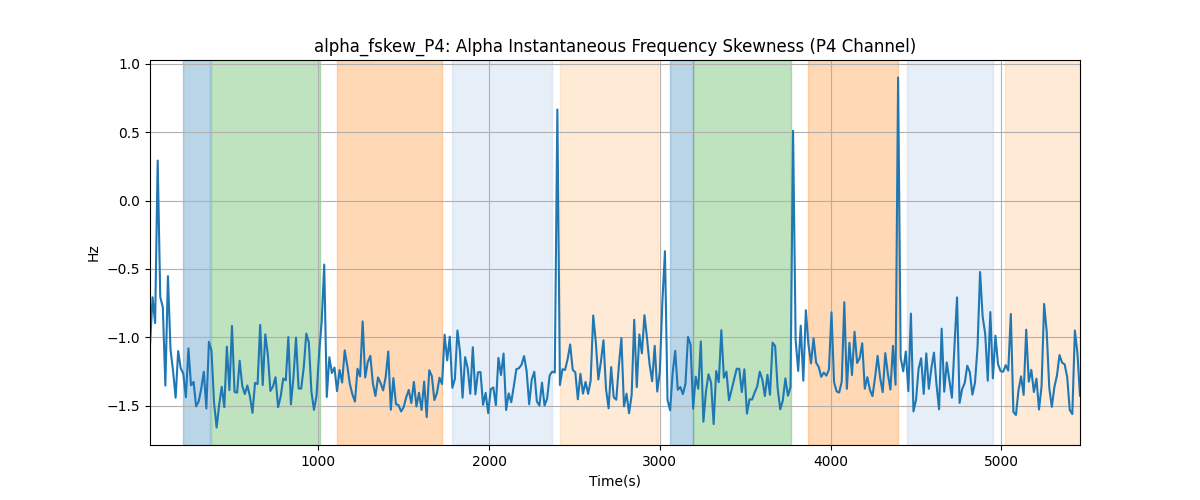 alpha_fskew_P4: Alpha Instantaneous Frequency Skewness (P4 Channel)
1.0
0.5
0.0
−0.5
−1.0
−1.5
Hz
1000 2000 3000 4000 5000
Time(s)